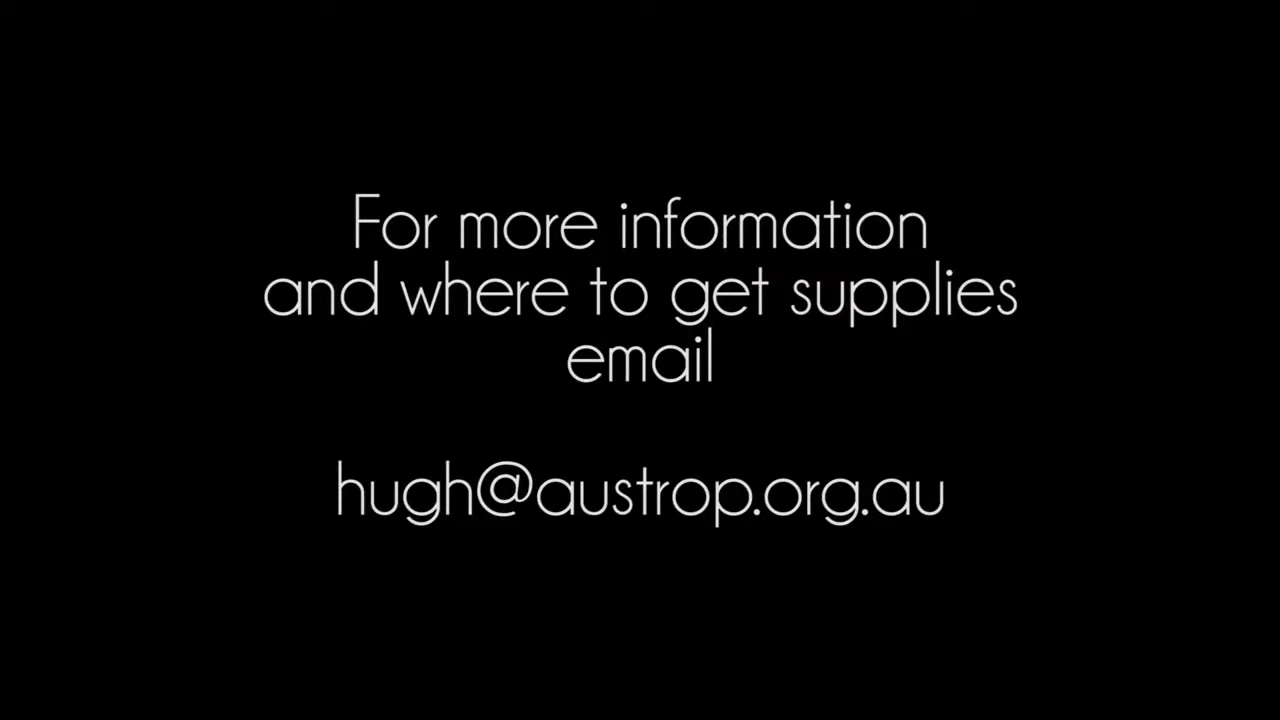 For more information
and where to get supplies
email
hugh@austrop.org.au